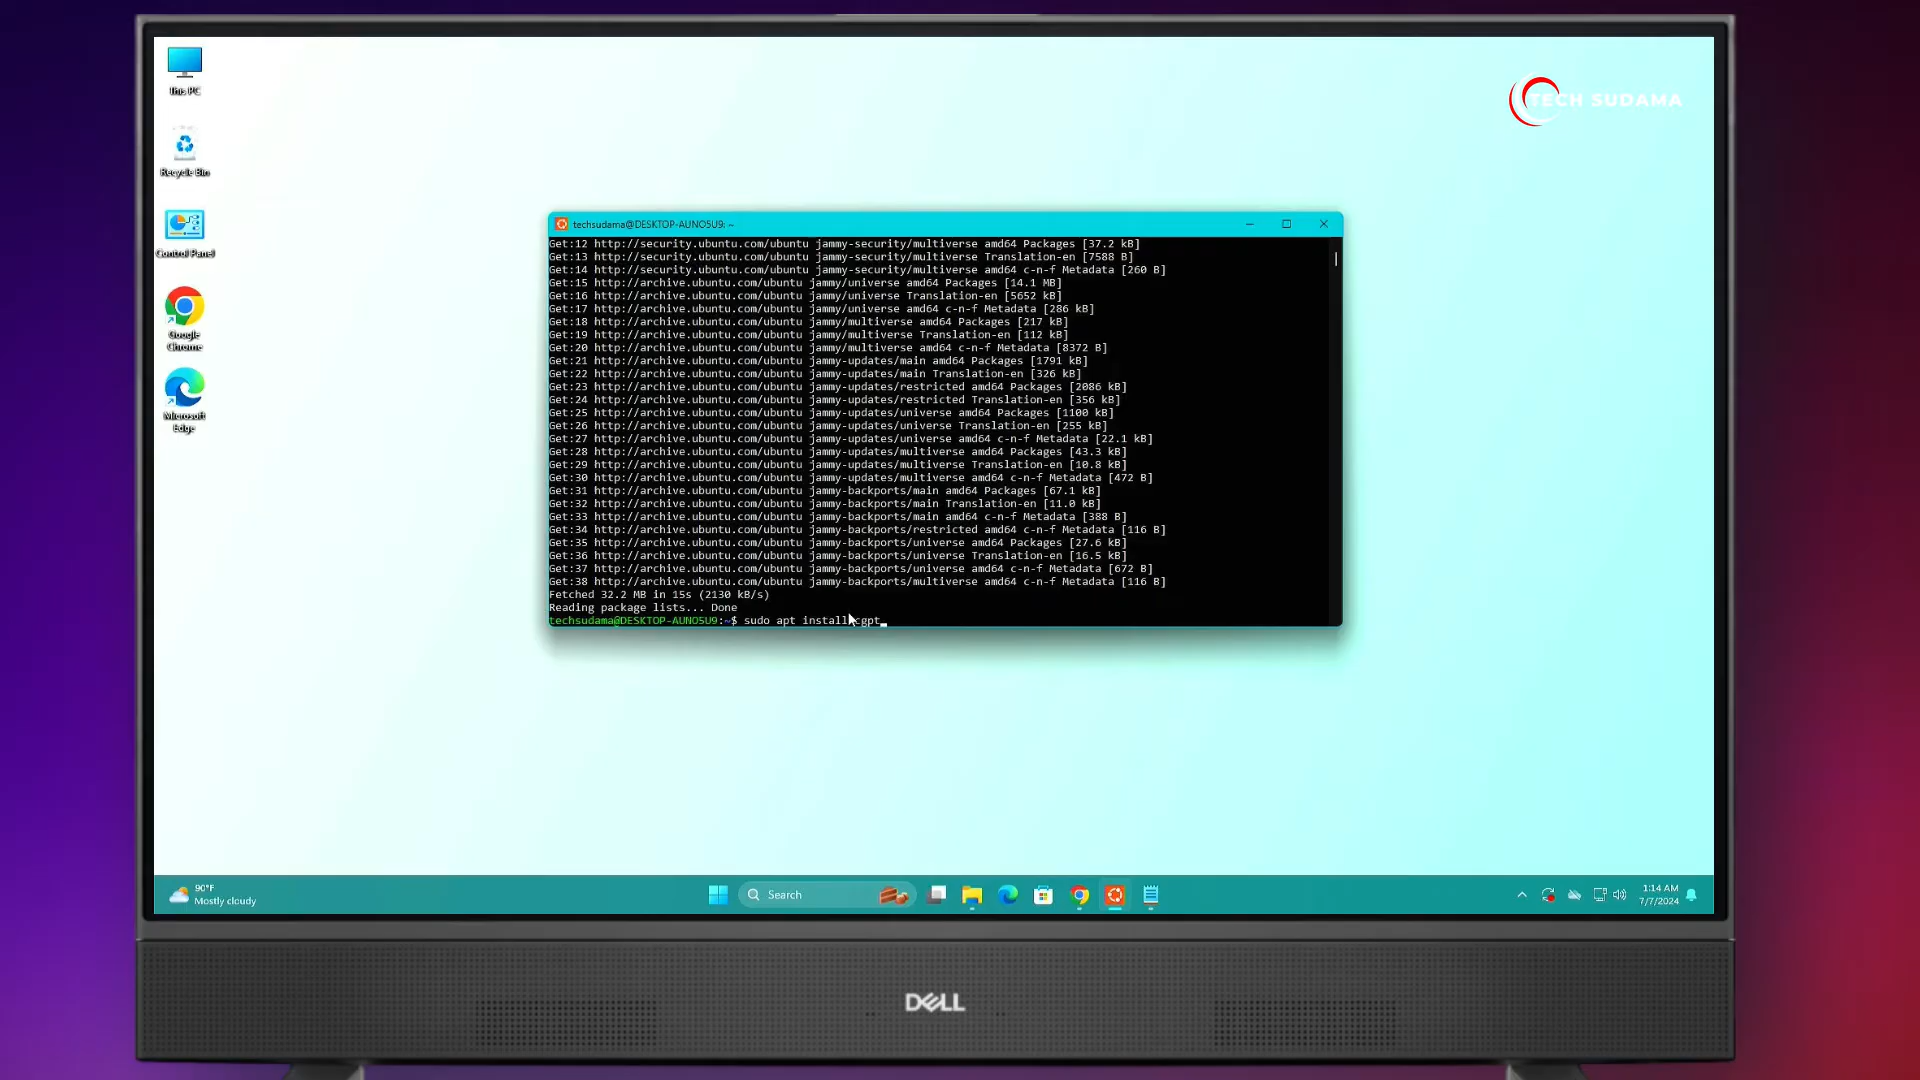 This PC
Recycle Bin
Control Panel
Google
Chrome
Microsoft
Edge
TECH SUDAMA
techsudama@DESKTOP-AUNO5U9: ~
Get:12 http://security.ubuntu.com/ubuntu jammy-security/multiverse amd64 Packages [37.2 kB]
Get:13 http://security.ubuntu.com/ubuntu jammy-security/multiverse Translation-en [7588 B]
Get:14 http://security.ubuntu.com/ubuntu jammy-security/multiverse amd64 c-n-f Metadata [260 B]
Get:15 http://archive.ubuntu.com/ubuntu jammy/universe amd64 Packages [14.1 MB]
Get:16 http://archive.ubuntu.com/ubuntu jammy/universe Translation-en [5652 kB]
Get:17 http://archive.ubuntu.com/ubuntu jammy/universe amd64 c-n-f Metadata [286 kB]
Get:18 http://archive.ubuntu.com/ubuntu jammy/multiverse amd64 Packages [217 kB]
Get:19 http://archive.ubuntu.com/ubuntu jammy/multiverse Translation-en [112 kB]
Get:20 http://archive.ubuntu.com/ubuntu jammy/multiverse amd64 c-n-f Metadata [8372 B]
Get:21 http://archive.ubuntu.com/ubuntu jammy-updates/main amd64 Packages [1791 kB]
Get:22 http://archive.ubuntu.com/ubuntu jammy-updates/main Translation-en [326 kB]
Get:23 http://archive.ubuntu.com/ubuntu jammy-updates/restricted amd64 Packages [2086 kB]
Get:24 http://archive.ubuntu.com/ubuntu jammy-updates/restricted Translation-en [356 kB]
Get:25 http://archive.ubuntu.com/ubuntu jammy-updates/universe amd64 Packages [1100 kB]
Get:26 http://archive.ubuntu.com/ubuntu jammy-updates/universe Translation-en [255 kB]
Get:27 http://archive.ubuntu.com/ubuntu jammy-updates/universe amd64 c-n-f Metadata [22.1 kB]
Get:28 http://archive.ubuntu.com/ubuntu jammy-updates/multiverse amd64 Packages [43.3 kB]
Get:29 http://archive.ubuntu.com/ubuntu jammy-updates/multiverse Translation-en [10.8 kB]
Get:30 http://archive.ubuntu.com/ubuntu jammy-updates/multiverse amd64 c-n-f Metadata [472 B]
Get:31 http://archive.ubuntu.com/ubuntu jammy-backports/main amd64 Packages [67.1 kB]
Get:32 http://archive.ubuntu.com/ubuntu jammy-backports/main Translation-en [11.0 kB]
Get:33 http://archive.ubuntu.com/ubuntu jammy-backports/main amd64 c-n-f Metadata [388 B]
Get:34 http://archive.ubuntu.com/ubuntu jammy-backports/restricted amd64 c-n-f Metadata [116 B]
Get:35 http://archive.ubuntu.com/ubuntu jammy-backports/universe amd64 Packages [27.6 kB]
Get:36 http://archive.ubuntu.com/ubuntu jammy-backports/universe Translation-en [16.5 kB]
Get:37 http://archive.ubuntu.com/ubuntu jammy-backports/universe amd64 c-n-f Metadata [672 B]
Get:38 http://archive.ubuntu.com/ubuntu jammy-backports/multiverse amd64 c-n-f Metadata [116 B]
Fetched 32.2 MB in 15s (2130 kB/s)
Reading package lists... Done
techsudama@DESKTOP-AUNO5U9:~$ sudo apt install cgpt_
90°F
Mostly cloudy
Search
1:14 AM
7/7/2024
DELL